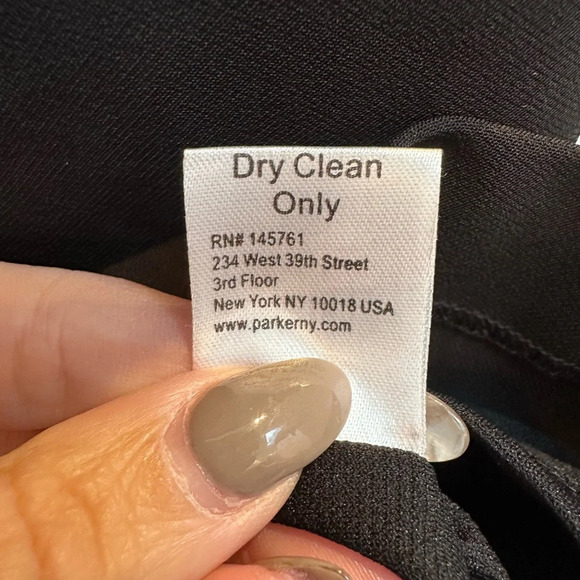 Dry Clean
Only
RN# 145761
234 West 39th Street
3rd Floor
New York NY 10018 USA
www.parkerny.com